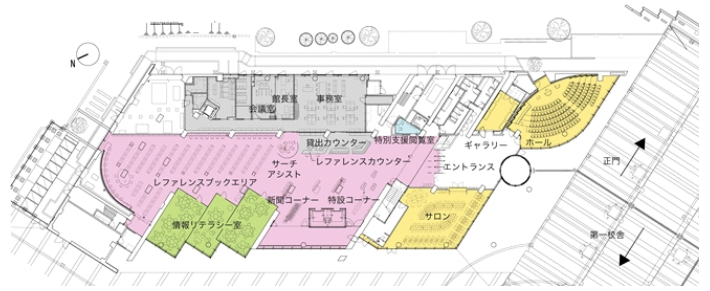 N
館長室
会議室
事務室
貸出カウンター
特別支援閲覧室
サーチ
アシスト
レファレンスカウンター
ギャラリー
ホール
エントランス
正門
レファレンスブックエリア
新聞コーナー
特設コーナー
情報リテラシー室
サロン
第一校舎